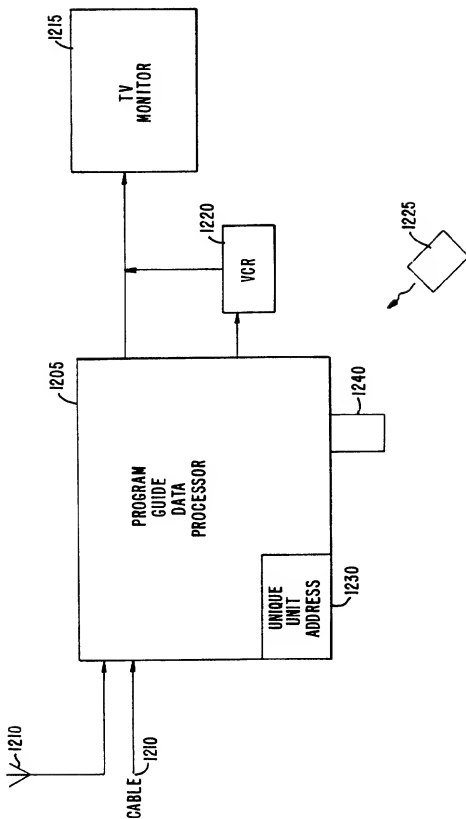 1210
CABLE
1210
1205
PROGRAM
GUIDE
DATA
PROCESSOR
UNIQUE
UNIT
ADDRESS
1230
1240
1220
VCR
1215
TV
MONITOR
1225